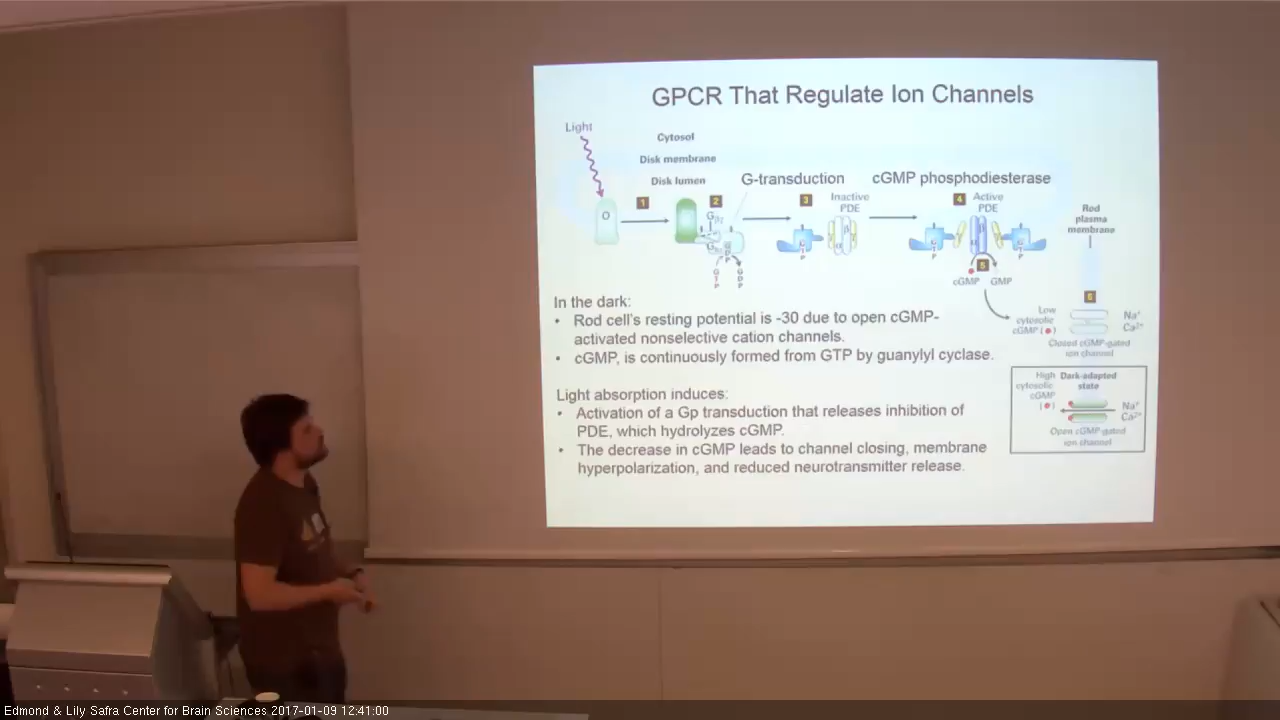 GPCR That Regulate Ion Channels
Light
Cytosol
Disk membrane
Disk lumen
G-transduction
cGMP phosphodiesterase
1
2
3
Inactive
PDE
4
Active
PDE
Rod
plasma
membrane
O
Gβγ
GTP
GDP
GTP
α
β
GTP
α
β
GTP
5
cGMP
GMP
6
Low
cytosolic
cGMP (●)
Na⁺
Ca²⁺
Closed cGMP-gated
ion channel
In the dark:
• Rod cell's resting potential is -30 due to open cGMP-
activated nonselective cation channels.
• cGMP, is continuously formed from GTP by guanylyl cyclase.
Light absorption induces:
• Activation of a Gp transduction that releases inhibition of
PDE, which hydrolyzes cGMP.
• The decrease in cGMP leads to channel closing, membrane
hyperpolarization, and reduced neurotransmitter release.
High
cytosolic
cGMP
(●)
Dark-adapted
state
Na⁺
Ca²⁺
Open cGMP-gated
ion channel
Edmond & Lily Safra Center for Brain Sciences 2017-01-09 12:41:00